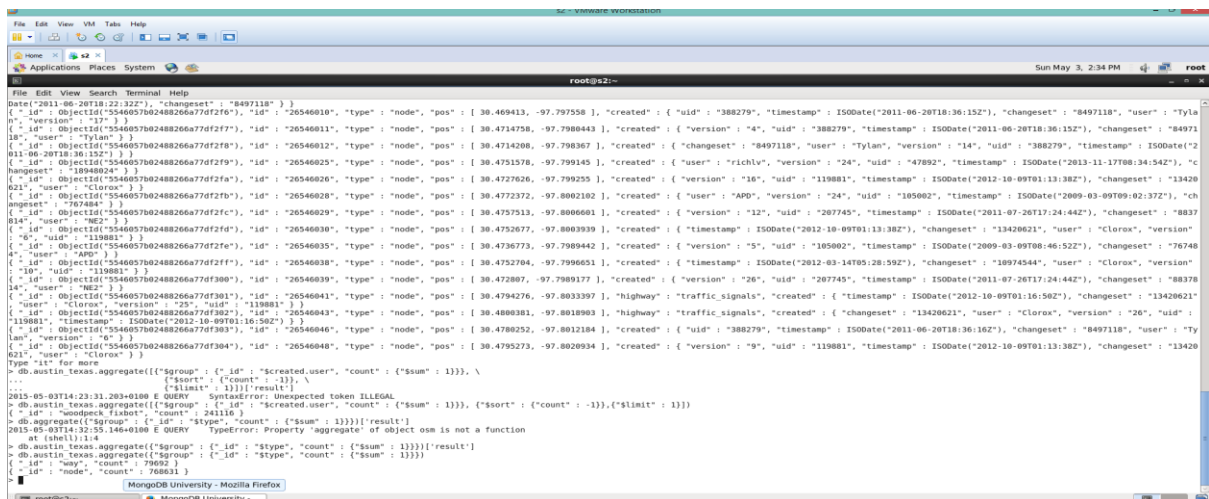 s2 - VMware Workstation
File Edit View VM Tabs Help
Home s2
Applications Places System Sun May 3, 2:34 PM root
root@s2:~
File Edit View Search Terminal Help
Date("2011-06-20T18:22:32Z"), "changeset" : "8497118" } }
{ "_id" : ObjectId("5546057b02488266a77df2f6"), "id" : "26546010", "type" : "node", "pos" : [ 30.469413, -97.797558 ], "created" : { "uid" : "388279", "timestamp" : ISODate("2011-06-20T18:36:15Z"), "changeset" : "8497118", "user" : "Tyla
n", "version" : "17" } }
{ "_id" : ObjectId("5546057b02488266a77df2f7"), "id" : "26546011", "type" : "node", "pos" : [ 30.4714758, -97.7980443 ], "created" : { "version" : "4", "uid" : "388279", "timestamp" : ISODate("2011-06-20T18:36:15Z"), "changeset" : "84971
18", "user" : "Tylan" } }
{ "_id" : ObjectId("5546057b02488266a77df2f8"), "id" : "26546012", "type" : "node", "pos" : [ 30.4714208, -97.798367 ], "created" : { "changeset" : "8497118", "user" : "Tylan", "version" : "14", "uid" : "388279", "timestamp" : ISODate("2
011-06-20T18:36:15Z") } }
{ "_id" : ObjectId("5546057b02488266a77df2f9"), "id" : "26546025", "type" : "node", "pos" : [ 30.4751578, -97.799145 ], "created" : { "user" : "richlv", "version" : "24", "uid" : "47892", "timestamp" : ISODate("2013-11-17T08:34:54Z"), "c
hangeset" : "18948024" } }
{ "_id" : ObjectId("5546057b02488266a77df2fa"), "id" : "26546026", "type" : "node", "pos" : [ 30.4727626, -97.799255 ], "created" : { "version" : "16", "uid" : "119881", "timestamp" : ISODate("2012-10-09T01:13:38Z"), "changeset" : "13420
621", "user" : "Clorox" } }
{ "_id" : ObjectId("5546057b02488266a77df2fb"), "id" : "26546028", "type" : "node", "pos" : [ 30.4772372, -97.8002102 ], "created" : { "user" : "APD", "version" : "24", "uid" : "105002", "timestamp" : ISODate("2009-03-09T09:02:37Z"), "ch
angeset" : "767484" } }
{ "_id" : ObjectId("5546057b02488266a77df2fc"), "id" : "26546029", "type" : "node", "pos" : [ 30.4757513, -97.8006601 ], "created" : { "version" : "12", "uid" : "207745", "timestamp" : ISODate("2011-07-26T17:24:44Z"), "changeset" : "8837
814", "user" : "NE2" } }
{ "_id" : ObjectId("5546057b02488266a77df2fd"), "id" : "26546030", "type" : "node", "pos" : [ 30.4752677, -97.8003939 ], "created" : { "timestamp" : ISODate("2012-10-09T01:13:38Z"), "changeset" : "13420621", "user" : "Clorox", "version"
: "6", "uid" : "119881" } }
{ "_id" : ObjectId("5546057b02488266a77df2fe"), "id" : "26546035", "type" : "node", "pos" : [ 30.4736773, -97.7989442 ], "created" : { "version" : "5", "uid" : "105002", "timestamp" : ISODate("2009-03-09T08:46:52Z"), "changeset" : "76748
4", "user" : "APD" } }
{ "_id" : ObjectId("5546057b02488266a77df2ff"), "id" : "26546038", "type" : "node", "pos" : [ 30.4752704, -97.7996651 ], "created" : { "timestamp" : ISODate("2012-03-14T05:28:59Z"), "changeset" : "10974544", "user" : "Clorox", "version"
: "10", "uid" : "119881" } }
{ "_id" : ObjectId("5546057b02488266a77df300"), "id" : "26546039", "type" : "node", "pos" : [ 30.472807, -97.7989177 ], "created" : { "version" : "26", "uid" : "207745", "timestamp" : ISODate("2011-07-26T17:24:44Z"), "changeset" : "88378
14", "user" : "NE2" } }
{ "_id" : ObjectId("5546057b02488266a77df301"), "id" : "26546041", "type" : "node", "pos" : [ 30.4794276, -97.8033397 ], "highway" : "traffic_signals", "created" : { "timestamp" : ISODate("2012-10-09T01:16:50Z"), "changeset" : "13420621"
, "user" : "Clorox", "version" : "25", "uid" : "119881" } }
{ "_id" : ObjectId("5546057b02488266a77df302"), "id" : "26546043", "type" : "node", "pos" : [ 30.4800381, -97.8018903 ], "highway" : "traffic_signals", "created" : { "changeset" : "13420621", "user" : "Clorox", "version" : "26", "uid" :
"119881", "timestamp" : ISODate("2012-10-09T01:16:50Z") } }
{ "_id" : ObjectId("5546057b02488266a77df303"), "id" : "26546046", "type" : "node", "pos" : [ 30.4780252, -97.8012184 ], "created" : { "uid" : "388279", "timestamp" : ISODate("2011-06-20T18:36:16Z"), "changeset" : "8497118", "user" : "Ty
lan", "version" : "6" } }
{ "_id" : ObjectId("5546057b02488266a77df304"), "id" : "26546048", "type" : "node", "pos" : [ 30.4795273, -97.8020934 ], "created" : { "version" : "9", "uid" : "119881", "timestamp" : ISODate("2012-10-09T01:13:38Z"), "changeset" : "13420
621", "user" : "Clorox" } }
Type "it" for more
> db.austin_texas.aggregate([{"$group" : {"_id" : "$created.user", "count" : {"$sum" : 1}}}, \
... {"$sort" : {"count" : -1}}, \
... {"$limit" : 1}])['result']
2015-05-03T14:23:31.203+0100 E QUERY SyntaxError: Unexpected token ILLEGAL
> db.austin_texas.aggregate([{"$group" : {"_id" : "$created.user", "count" : {"$sum" : 1}}}, {"$sort" : {"count" : -1}},{"$limit" : 1}])
{ "_id" : "woodpeck_fixbot", "count" : 241116 }
> db.aggregate({"$group" : {"_id" : "$type", "count" : {"$sum" : 1}}})['result']
2015-05-03T14:32:55.146+0100 E QUERY TypeError: Property 'aggregate' of object osm is not a function
at (shell):1:4
> db.austin_texas.aggregate({"$group" : {"_id" : "$type", "count" : {"$sum" : 1}}})['result']
> db.austin_texas.aggregate({"$group" : {"_id" : "$type", "count" : {"$sum" : 1}}})
{ "_id" : "way", "count" : 79692 }
{ "_id" : "node", "count" : 768631 }
>
MongoDB University - Mozilla Firefox
root@s2:~ MongoDB University -